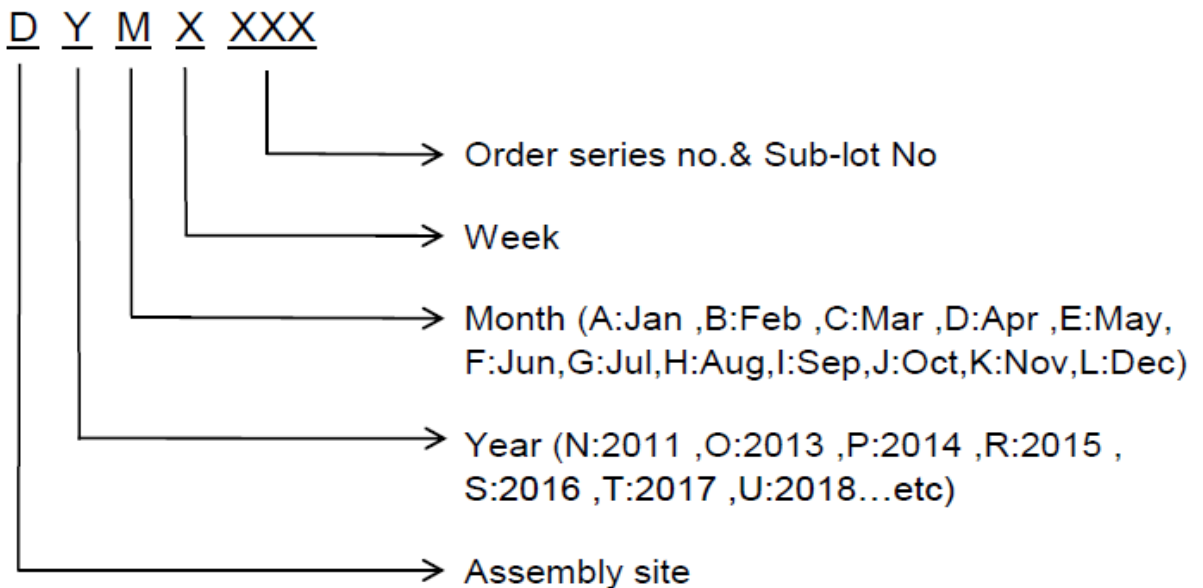 D Y M X XXX
Order series no.& Sub-lot No
Week
Month (A:Jan ,B:Feb ,C:Mar ,D:Apr ,E:May,
F:Jun,G:Jul,H:Aug,I:Sep,J:Oct,K:Nov,L:Dec)
Year (N:2011 ,O:2013 ,P:2014 ,R:2015 ,
S:2016 ,T:2017 ,U:2018...etc)
Assembly site